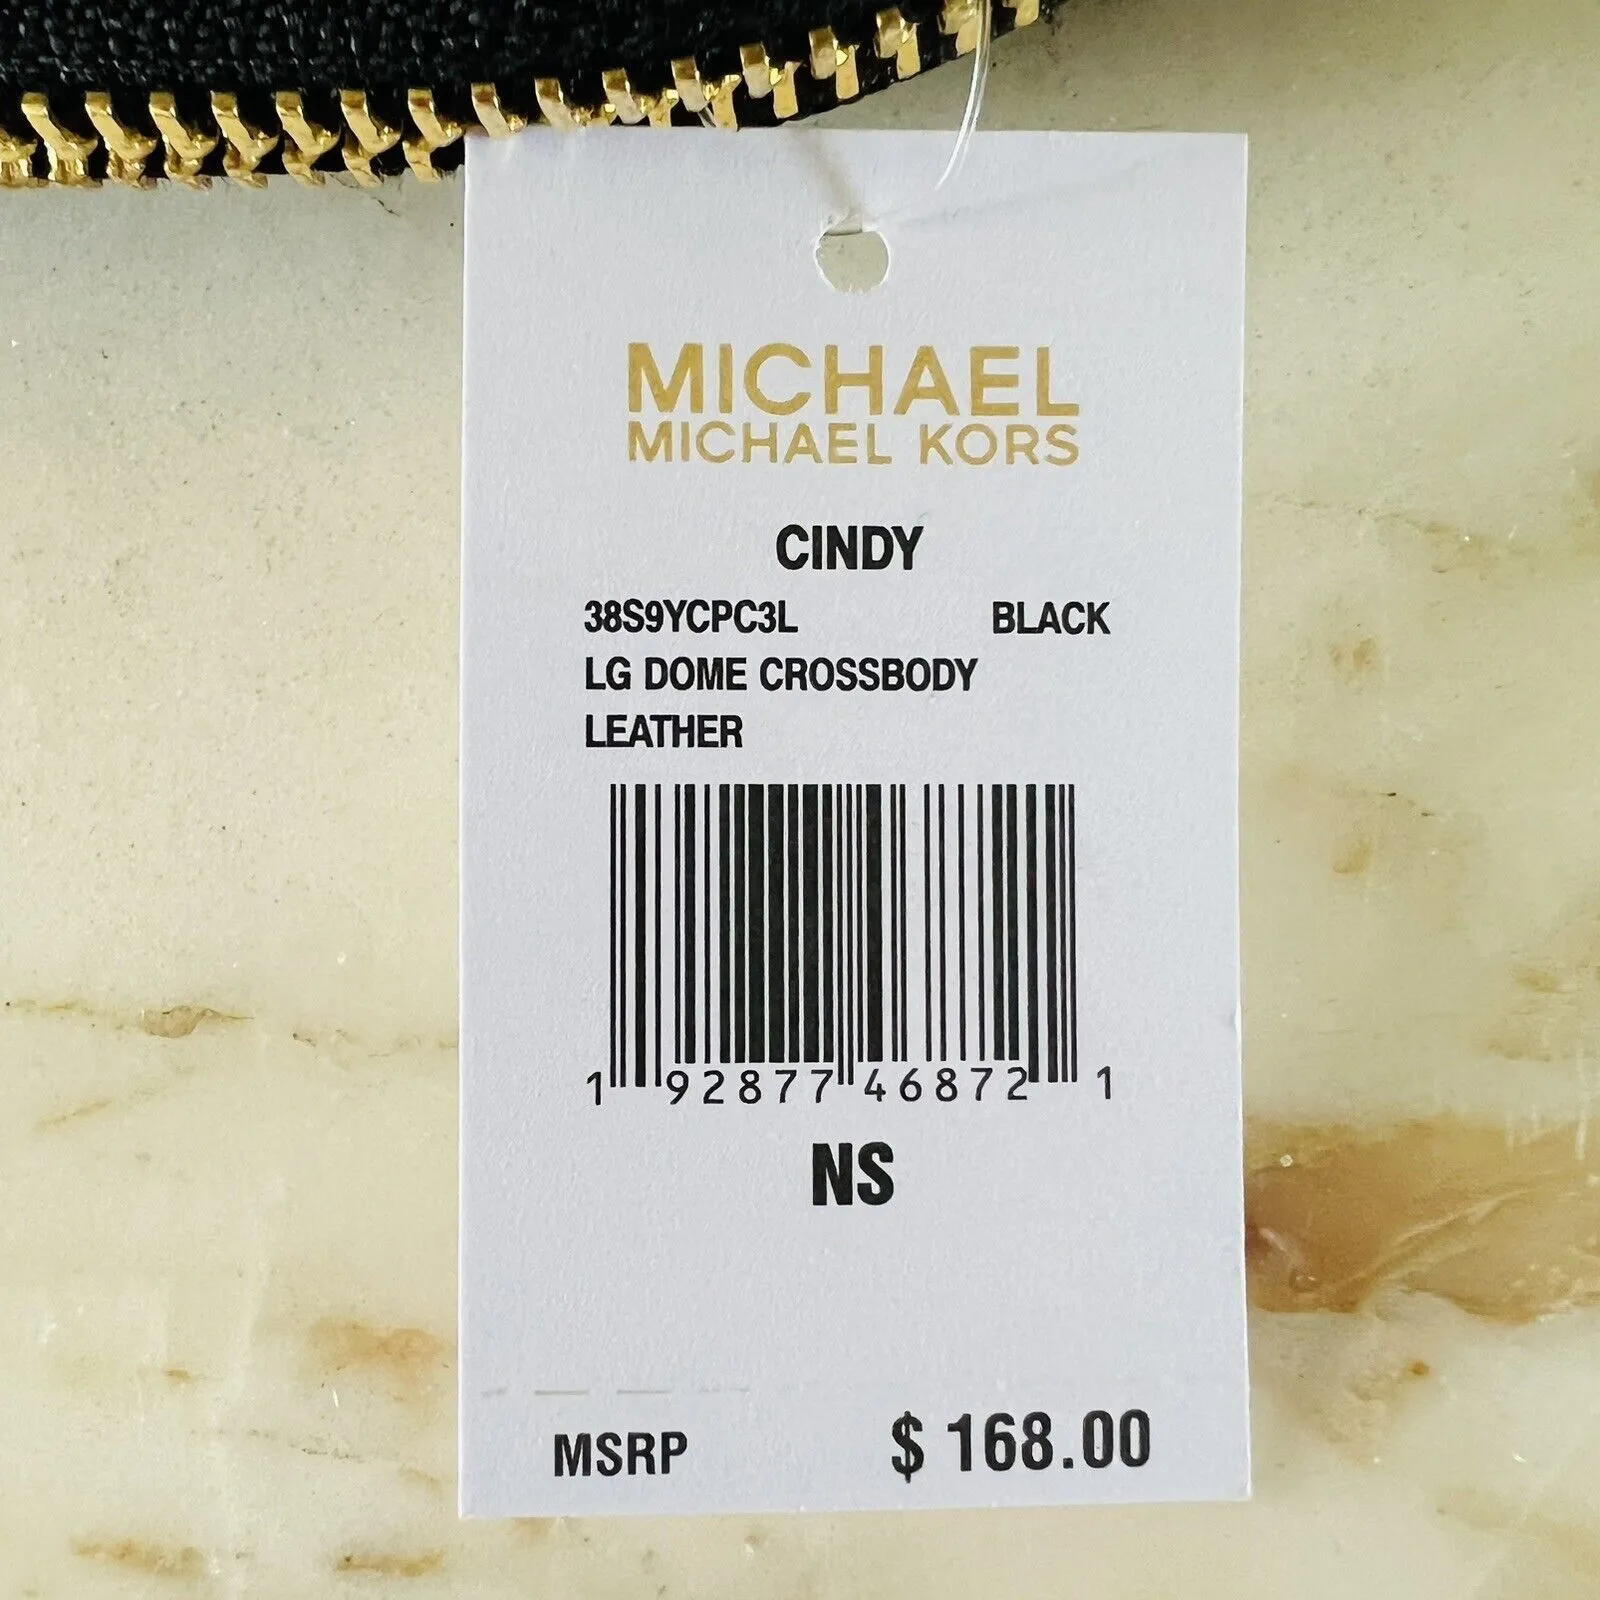 MICHAEL
MICHAEL KORS
CINDY
38S9YCPC3L BLACK
LG DOME CROSSBODY
LEATHER
1 92877 46872 1
NS
MSRP $ 168.00